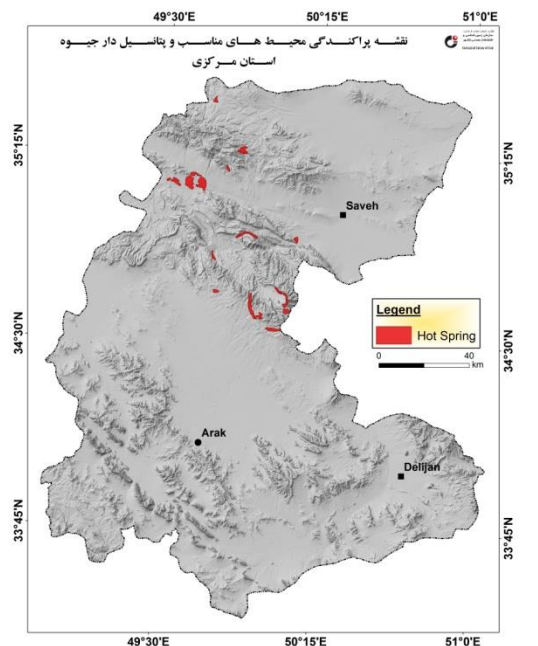 49°30'E 50°15'E 51°0'E
نقشه پراکندگی محیط های مناسب و پتانسیل دار جیوه
استان مرکزی
35°15'N 35°15'N
Saveh
Legend
Hot Spring
0 40
km
34°30'N 34°30'N
Arak
Delijan
33°45'N 33°45'N
49°30'E 50°15'E 51°0'E